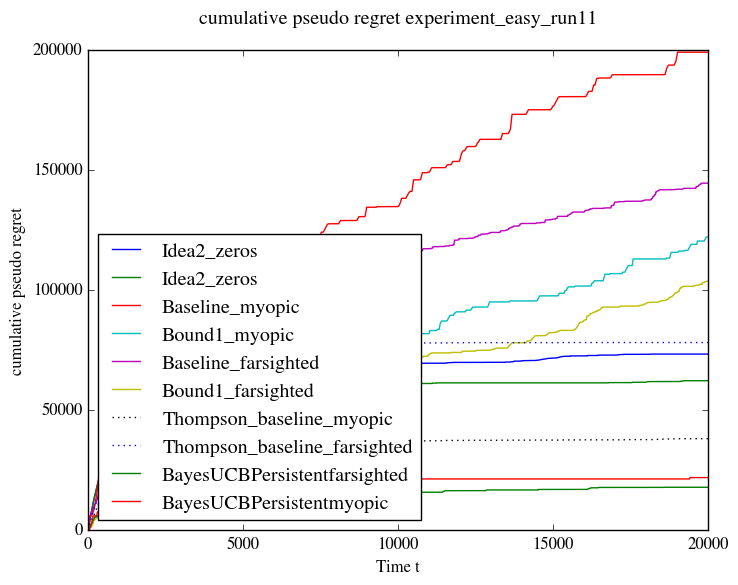 cumulative pseudo regret experiment_easy_run11
200000
150000
100000
50000
0
cumulative pseudo regret
Idea2_zeros
Idea2_zeros
Baseline_myopic
Bound1_myopic
Baseline_farsighted
Bound1_farsighted
Thompson_baseline_myopic
Thompson_baseline_farsighted
BayesUCBPersistentfarsighted
BayesUCBPersistentmyopic
0 5000 10000 15000 20000
Time t